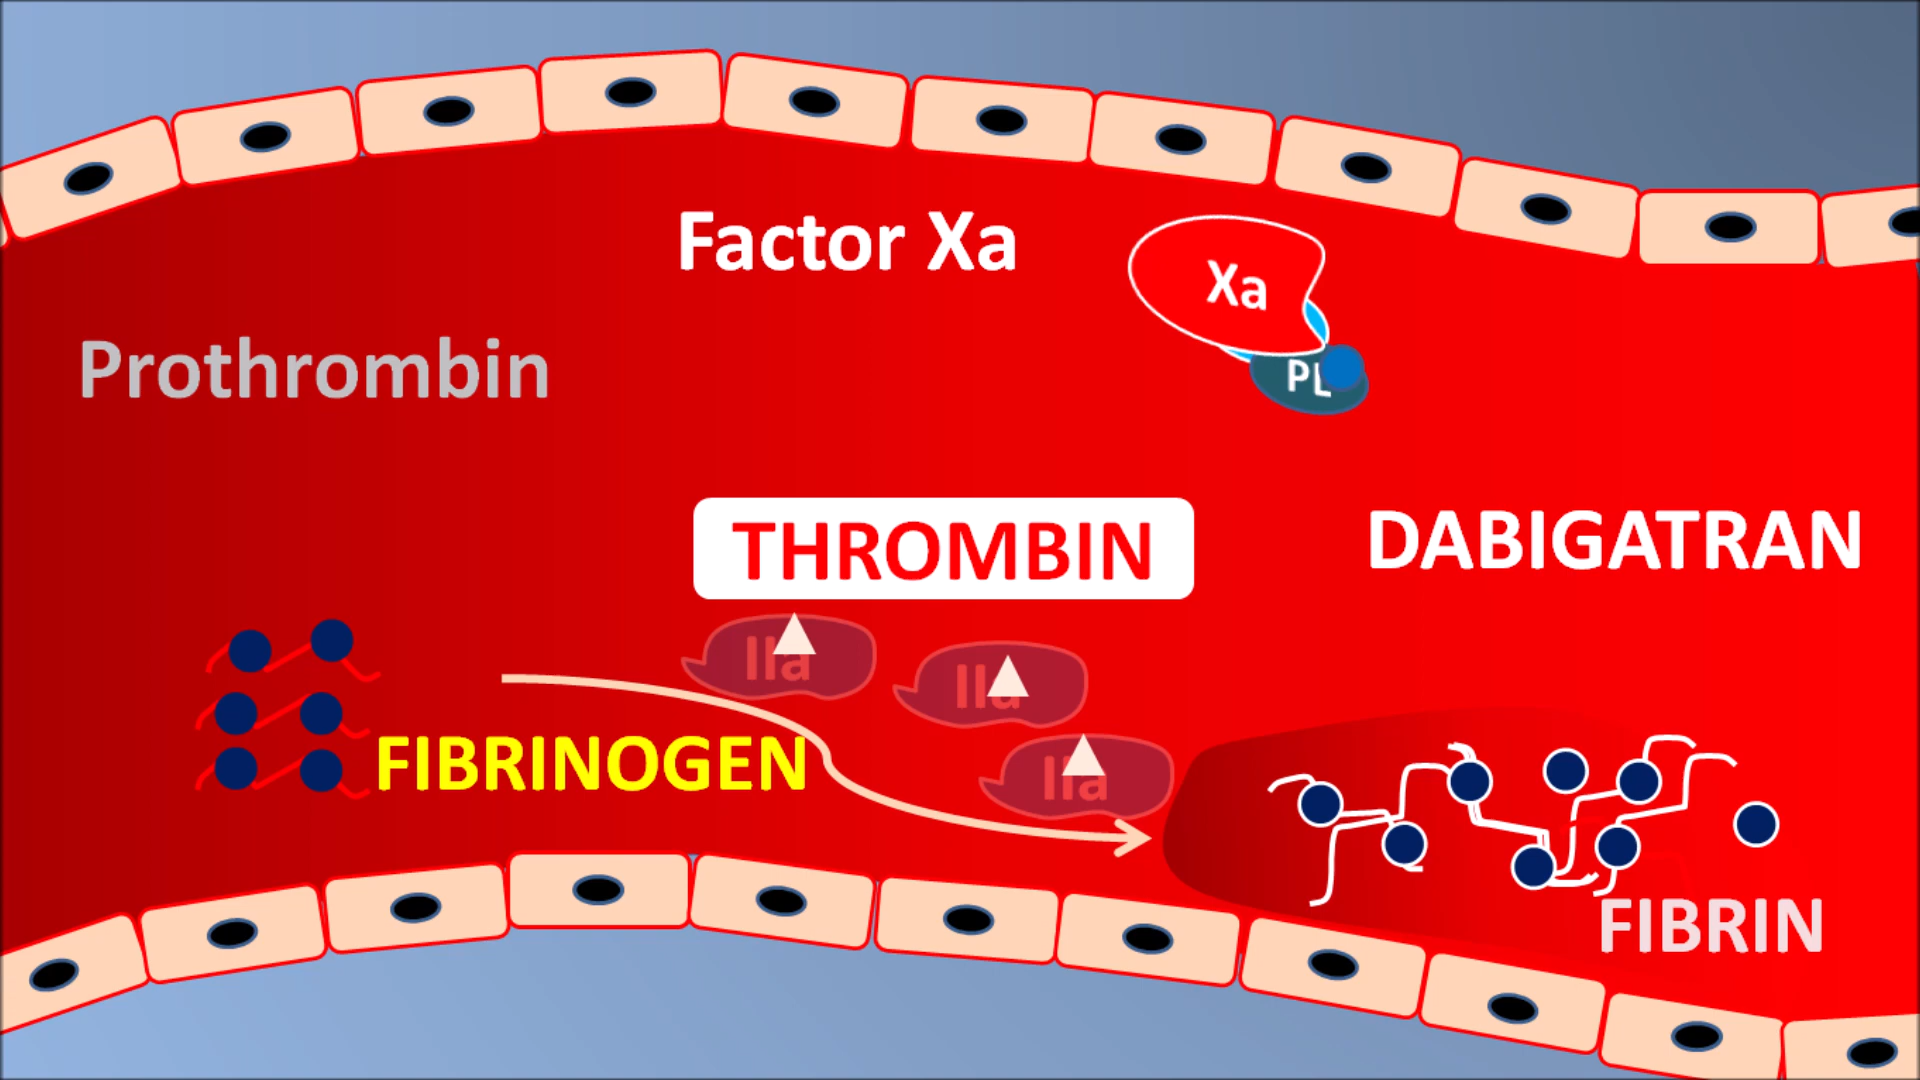 Factor Xa
Xa
PL
Prothrombin
THROMBIN
DABIGATRAN
IIa
IIa
IIa
FIBRINOGEN
FIBRIN